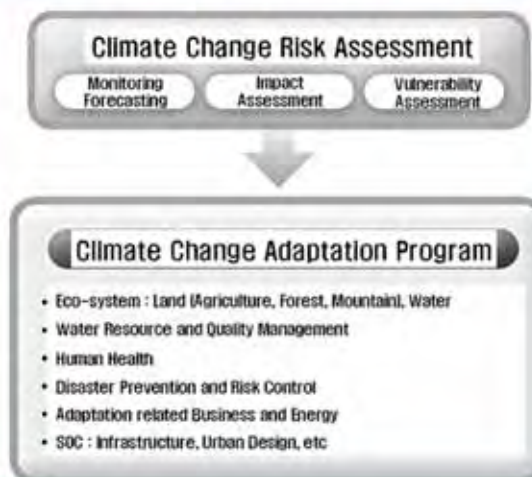 Climate Change Risk Assessment
Monitoring
Forecasting
Impact
Assessment
Vulnerability
Assessment
Climate Change Adaptation Program
• Eco-system : Land (Agriculture, Forest, Mountain), Water
• Water Resource and Quality Management
• Human Health
• Disaster Prevention and Risk Control
• Adaptation related Business and Energy
• SOC : Infrastructure, Urban Design, etc